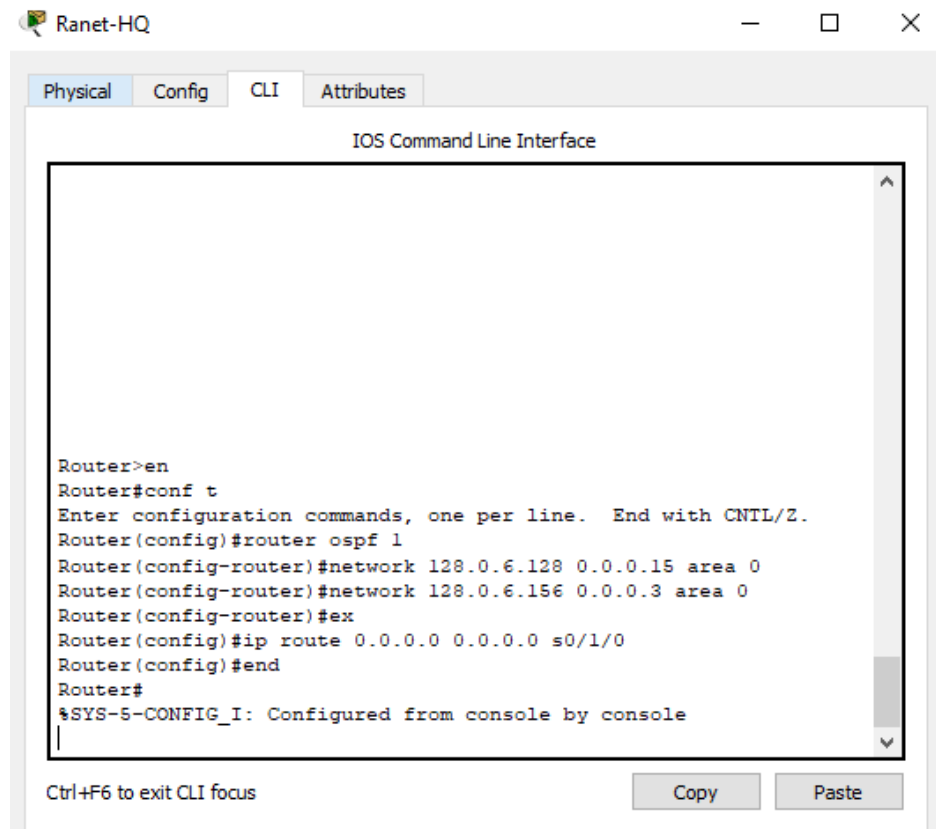 Ranet-HQ
Physical Config CLI Attributes
IOS Command Line Interface
Router>en
Router#conf t
Enter configuration commands, one per line.  End with CNTL/Z.
Router(config)#router ospf 1
Router(config-router)#network 128.0.6.128 0.0.0.15 area 0
Router(config-router)#network 128.0.6.156 0.0.0.3 area 0
Router(config-router)#ex
Router(config)#ip route 0.0.0.0 0.0.0.0 s0/1/0
Router(config)#end
Router#
%SYS-5-CONFIG_I: Configured from console by console
Ctrl+F6 to exit CLI focus
Copy Paste